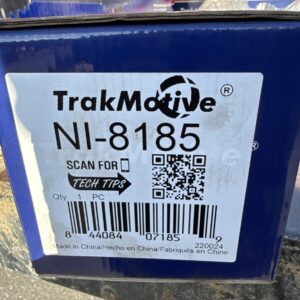 TrakMotive®
NI-8185
SCAN FOR
TECH TIPS
Qty 1 PC
8 44084 07185 9
220024
Made in China/Hecho en China/Fabriqués en Chine